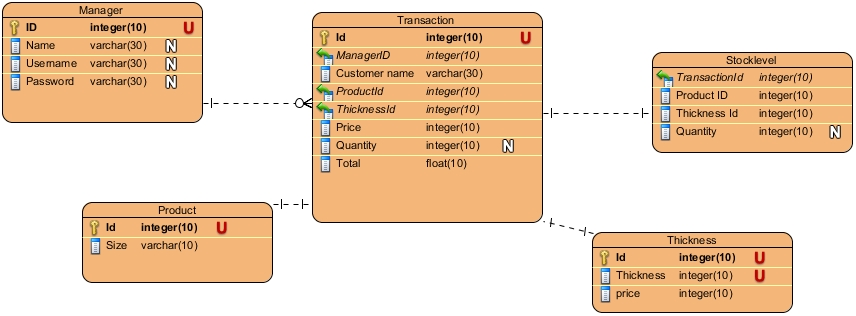 Manager
ID integer(10) U
Name varchar(30) N
Username varchar(30) N
Password varchar(30) N
Transaction
Id integer(10) U
ManagerID integer(10)
Customer name varchar(30)
ProductId integer(10)
ThicknessId integer(10)
Price integer(10)
Quantity integer(10) N
Total float(10)
Stocklevel
TransactionId integer(10)
Product ID integer(10)
Thickness Id integer(10)
Quantity integer(10) N
Product
Id integer(10) U
Size varchar(10)
Thickness
Id integer(10) U
Thickness integer(10) U
price integer(10)